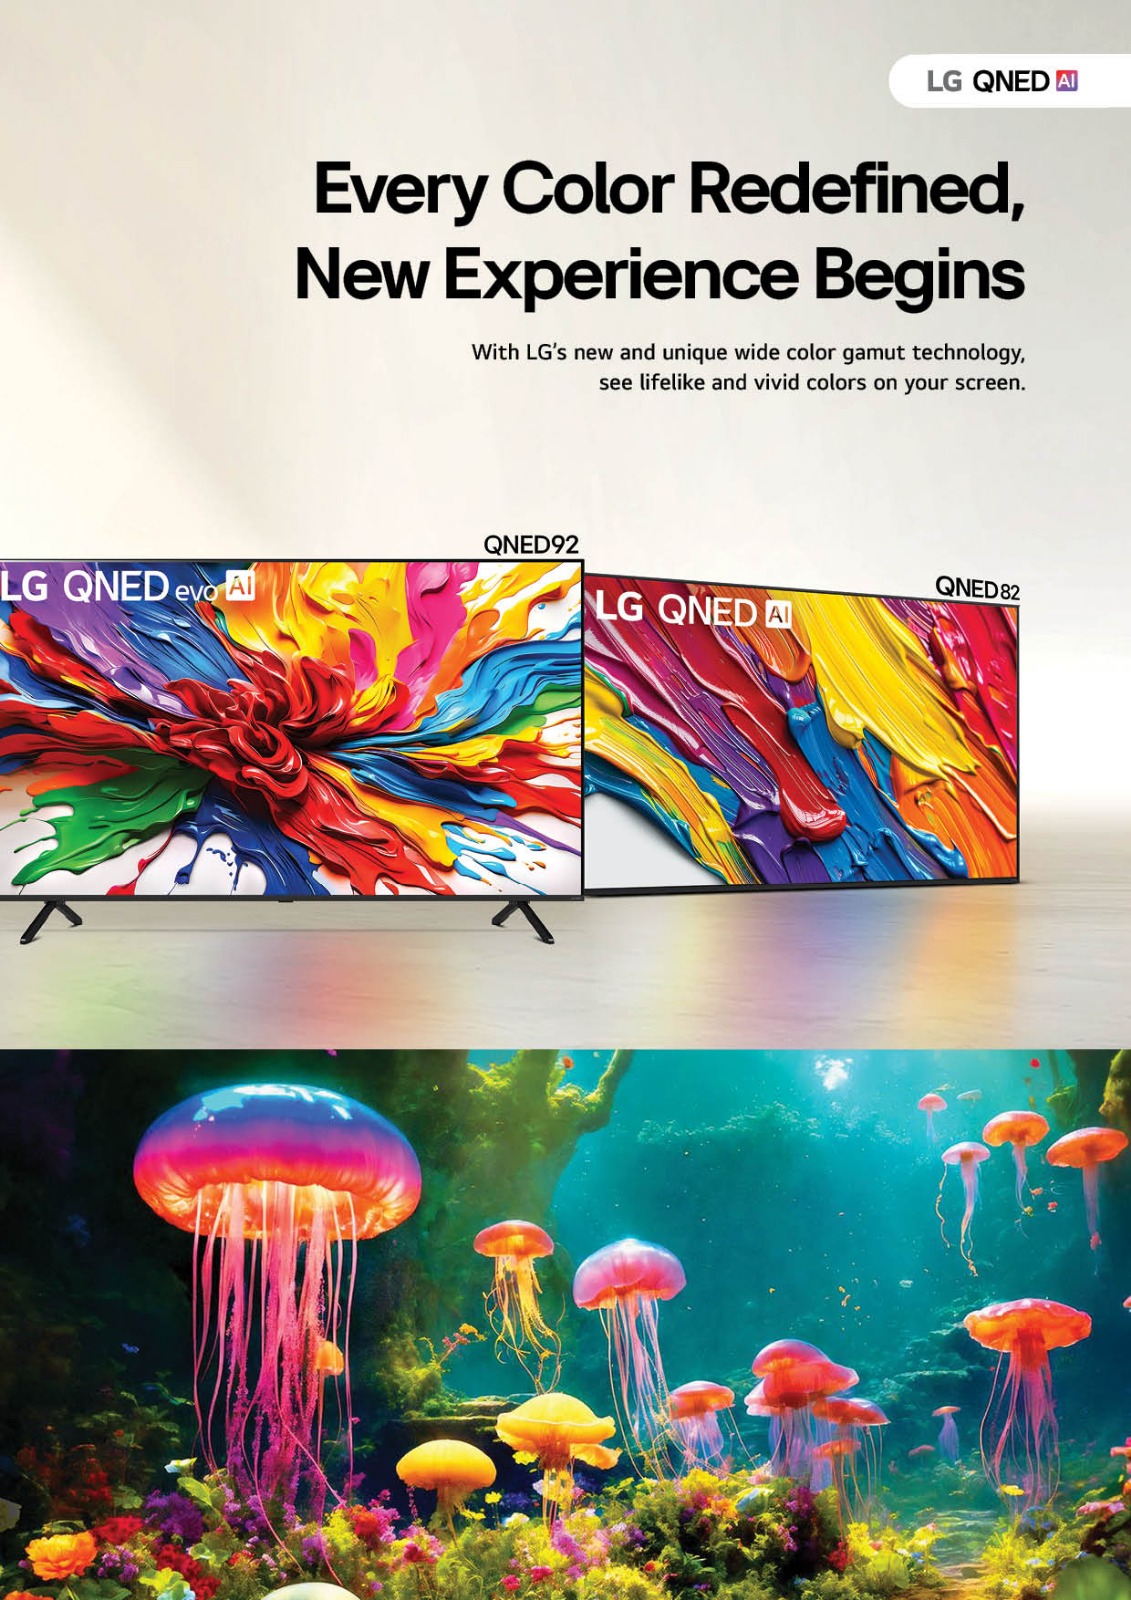 LG QNED AI
Every Color Redefined,
New Experience Begins
With LG's new and unique wide color gamut technology,
see lifelike and vivid colors on your screen.
QNED92
LG QNED evo AI
QNED82
LG QNED AI